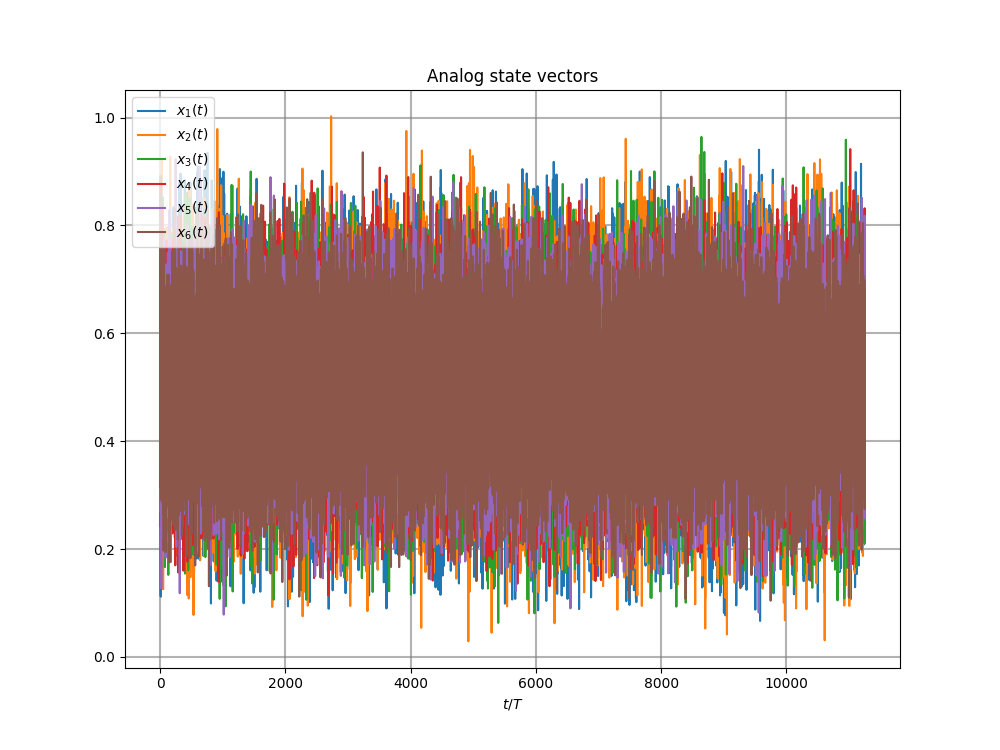 Analog state vectors
1.0
0.8
0.6
0.4
0.2
0.0
x₁(t)
x₂(t)
x₃(t)
x₄(t)
x₅(t)
x₆(t)
0 2000 4000 6000 8000 10000
t/T